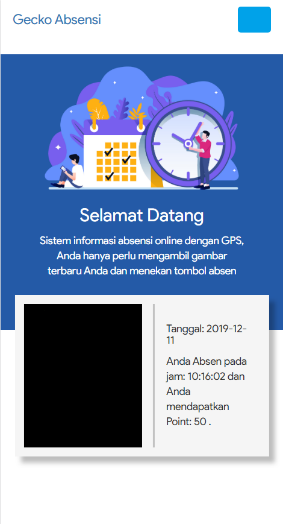 Gecko Absensi
Selamat Datang
Sistem informasi absensi online dengan GPS,
Anda hanya perlu mengambil gambar
terbaru Anda dan menekan tombol absen
Tanggal: 2019-12-
11
Anda Absen pada
jam: 10:16:02 dan
Anda
mendapatkan
Point: 50 .